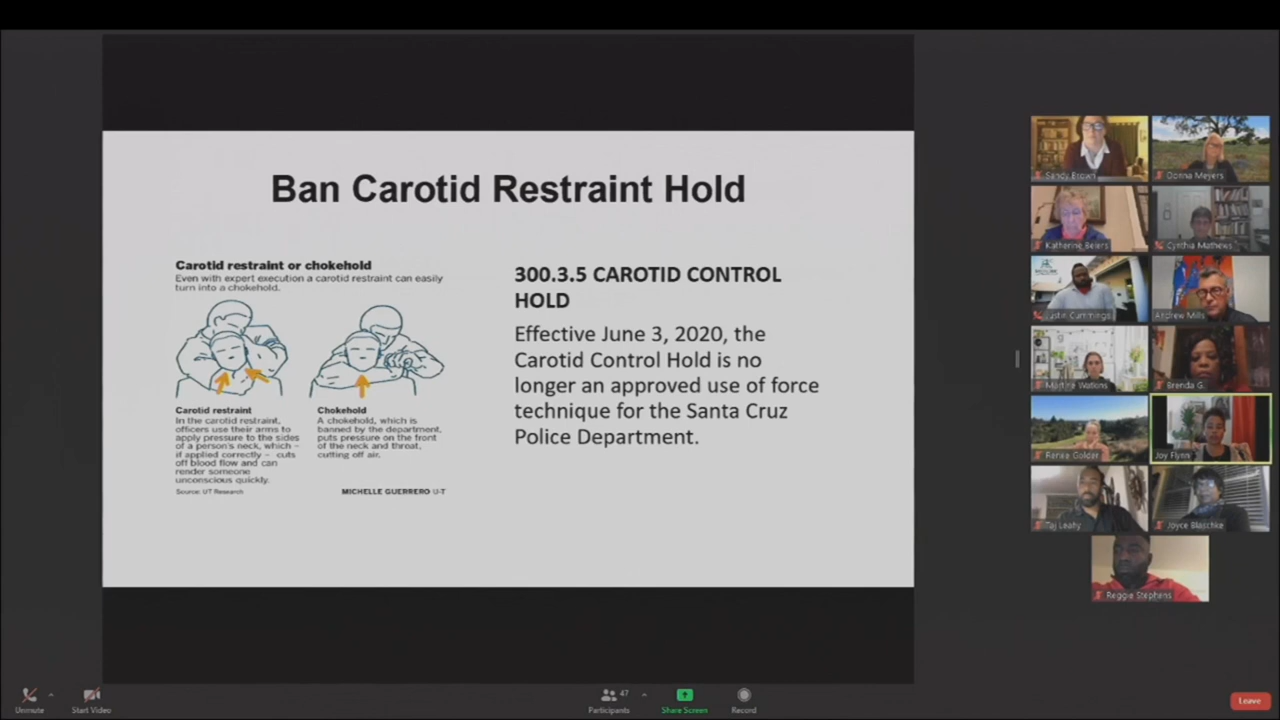 Ban Carotid Restraint Hold
Carotid restraint or chokehold
Even with expert execution a carotid restraint can easily
turn into a chokehold.
Carotid restraint
In the carotid restraint,
officers use their arms to
apply pressure to the sides
of a person's neck, which –
if applied correctly – cuts
off blood flow and can
render someone
unconscious quickly.
Source: UT Research
Chokehold
A chokehold, which is
banned by the department,
puts pressure on the front
of the neck and throat,
cutting off air.
MICHELLE GUERRERO U-T
300.3.5 CAROTID CONTROL
HOLD
Effective June 3, 2020, the
Carotid Control Hold is no
longer an approved use of force
technique for the Santa Cruz
Police Department.
Sandy Brown
Donna Meyers
Katherine Beiers
Cynthia Mathews
Justin Cummings
Andrew Mills
Martine Watkins
Brenda G.
Renee Golder
Joy Flynn
Taj Leahy
Joyce Blaschke
Reggie Stephens
Unmute
Start Video
47
Participants
Share Screen
Record
Leave